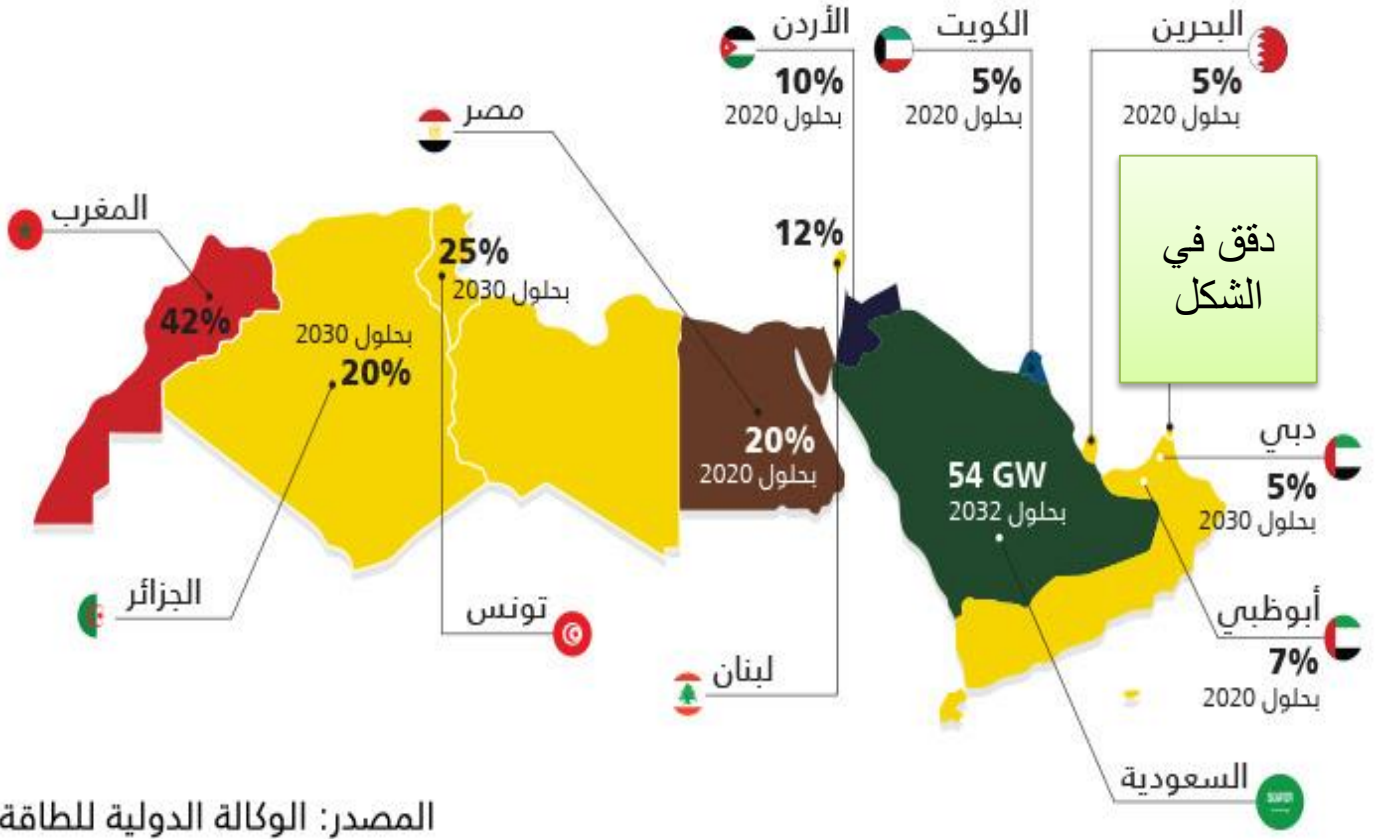 الأردن
10%
بحلول 2020
الكويت
5%
بحلول 2020
البحرين
5%
بحلول 2020
دقق في
الشكل
مصر
20%
بحلول 2020
المغرب
42%
25%
بحلول 2030
بحلول 2030
20%
12%
54 GW
بحلول 2032
دبي
5%
بحلول 2030
أبوظبي
7%
بحلول 2020
الجزائر
تونس
لبنان
السعودية
المصدر: الوكالة الدولية للطاقة